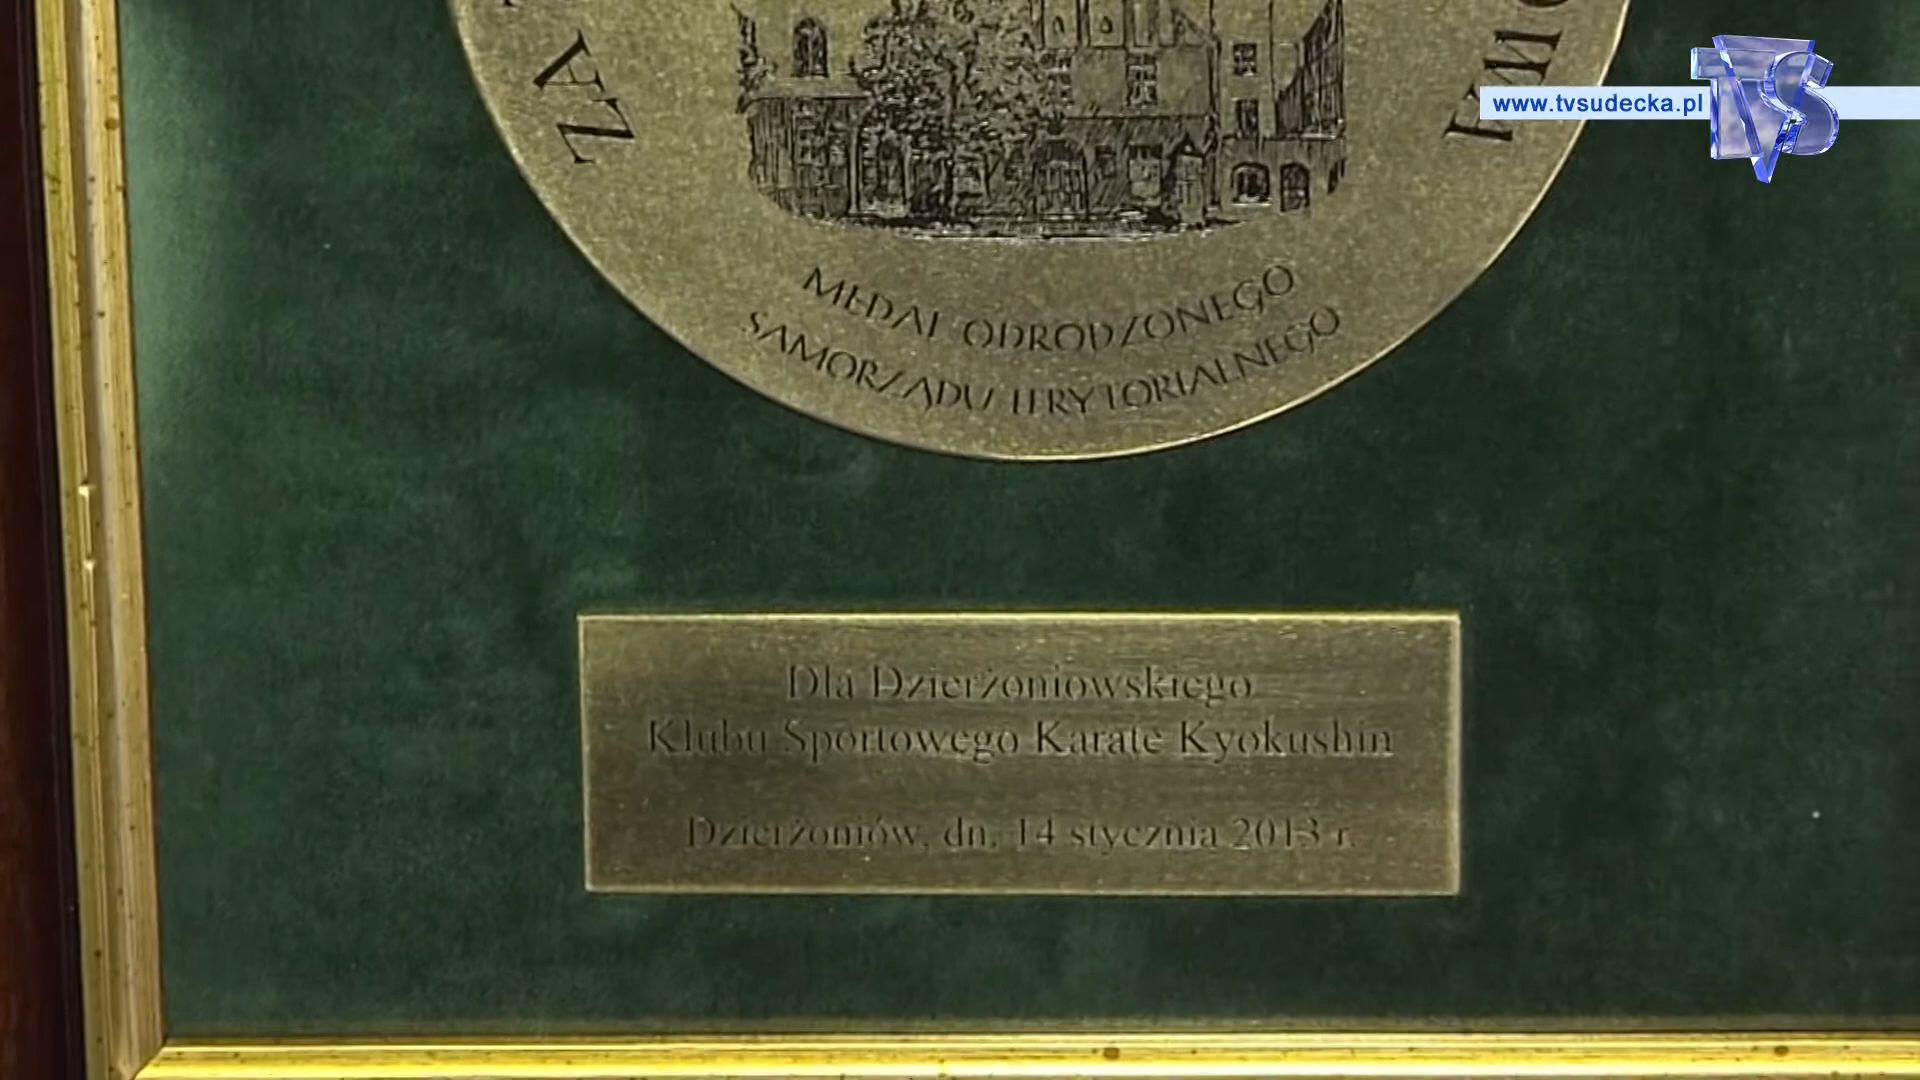 www.tvsudecka.pl
TVS
ZA
MEDAL ODRODZONEGO
SAMORZĄDU TERYTORIALNEGO
Dla Dzierżoniowskiego
Klubu Sportowego Karate Kyokushin
Dzierżoniów, dn. 14 stycznia 2013 r.